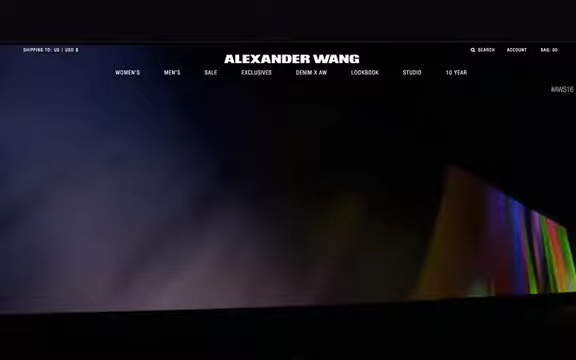 SHIPPING TO: US | USD $
SEARCH
ACCOUNT
BAG: 00
ALEXANDER WANG
WOMEN'S
MEN'S
SALE
EXCLUSIVES
DENIM X AW
LOOKBOOK
STUDIO
10 YEAR
#AWS16